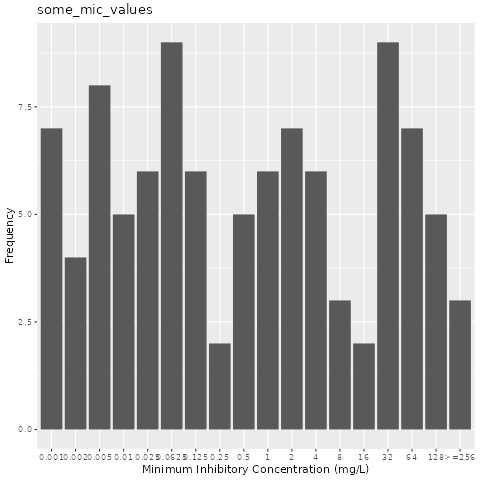 some_mic_values
Frequency
7.5
5.0
2.5
0.0
0.001 0.002 0.005 0.01 0.025 0.0625 0.125 0.25 0.5 1 2 4 8 16 32 64 128 >=256
Minimum Inhibitory Concentration (mg/L)